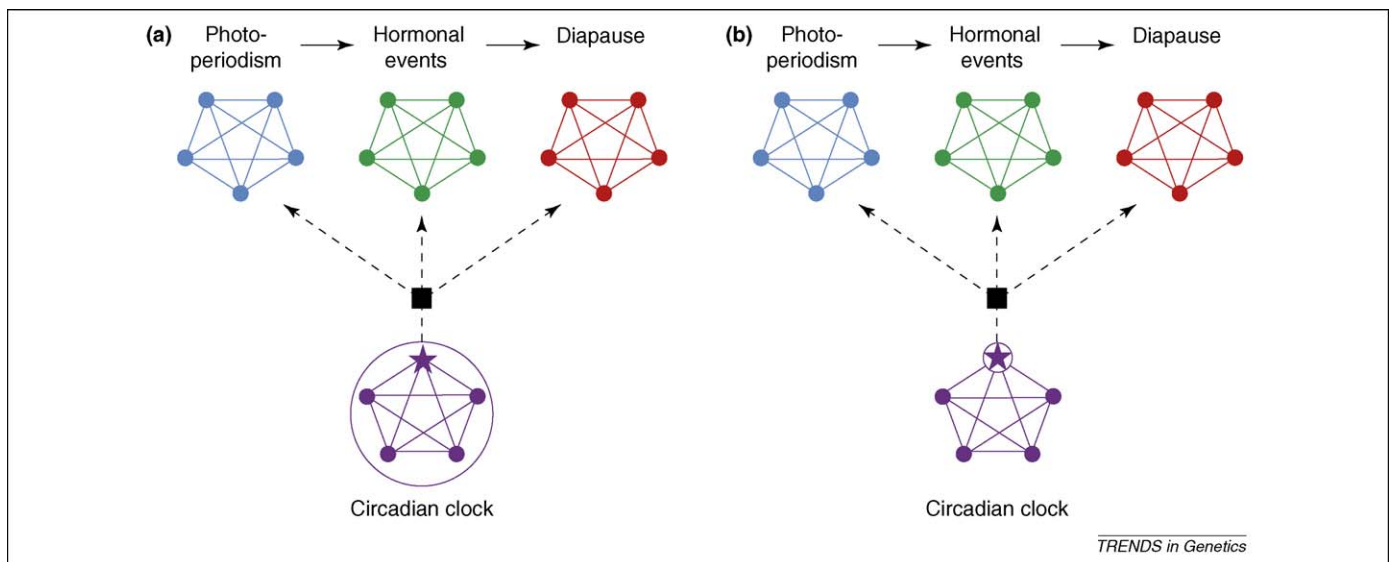 (a) Photo-
periodism
Hormonal
events
Diapause
Circadian clock
(b) Photo-
periodism
Hormonal
events
Diapause
Circadian clock
TRENDS in Genetics